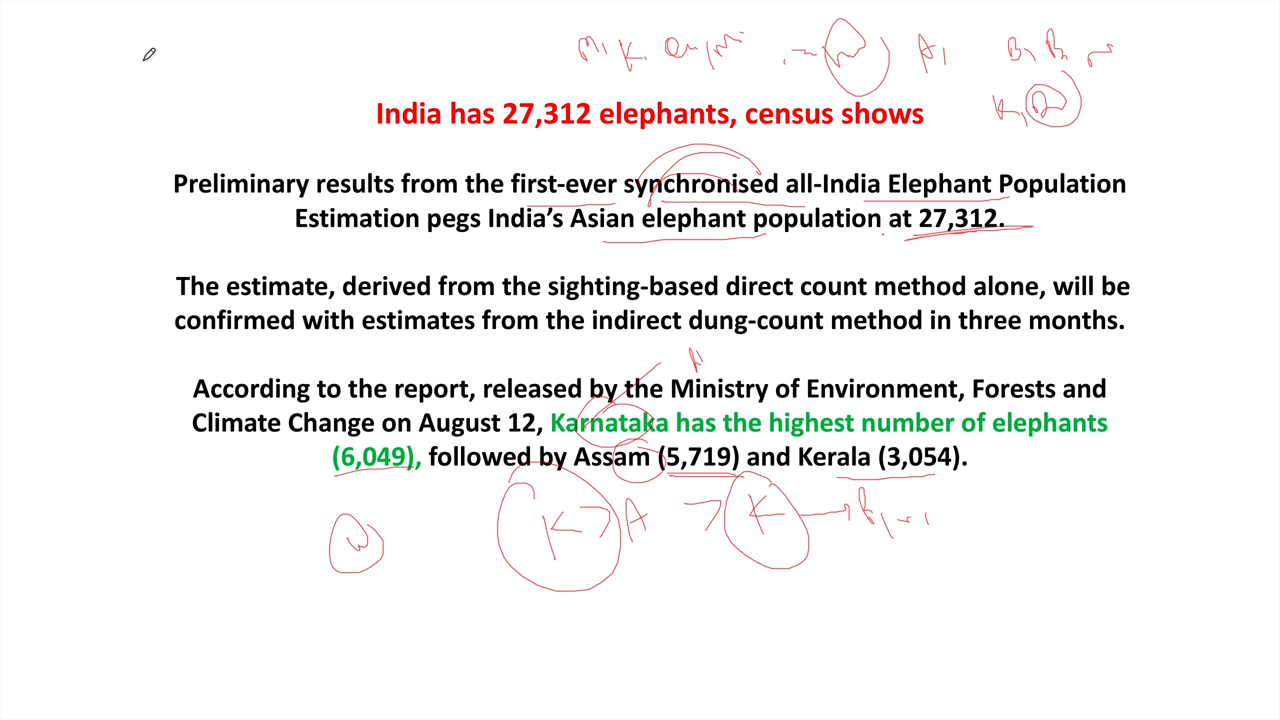 India has 27,312 elephants, census shows
Preliminary results from the first-ever synchronised all-India Elephant Population
Estimation pegs India’s Asian elephant population at 27,312.
The estimate, derived from the sighting-based direct count method alone, will be
confirmed with estimates from the indirect dung-count method in three months.
According to the report, released by the Ministry of Environment, Forests and
Climate Change on August 12, Karnataka has the highest number of elephants
(6,049), followed by Assam (5,719) and Kerala (3,054).
K > A > K